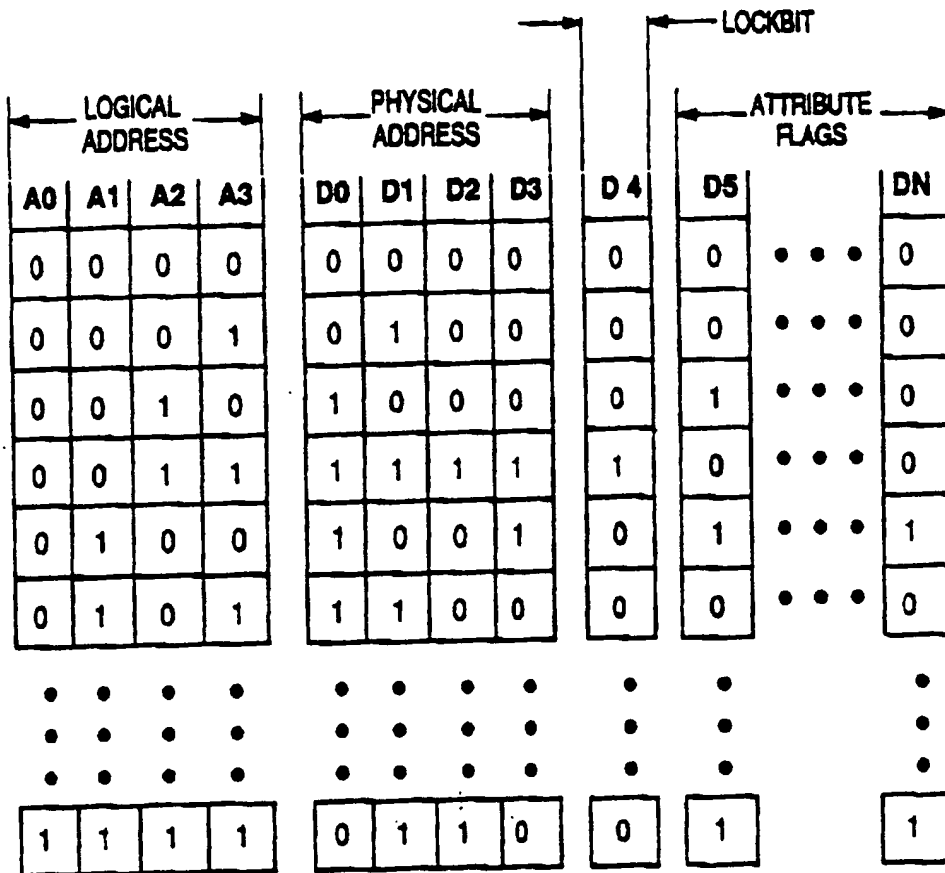 LOCKBIT
LOGICAL ADDRESS
PHYSICAL ADDRESS
ATTRIBUTE FLAGS
A0 A1 A2 A3 D0 D1 D2 D3 D 4 D5 DN
0 0 0 0 0 0 0 0 0 0 • • • 0
0 0 0 1 0 1 0 0 0 0 • • • 0
0 0 1 0 1 0 0 0 0 1 • • • 0
0 0 1 1 1 1 1 1 1 0 • • • 0
0 1 0 0 1 0 0 1 0 1 • • • 1
0 1 0 1 1 1 0 0 0 0 • • • 0
1 1 1 1 0 1 1 0 0 1 1